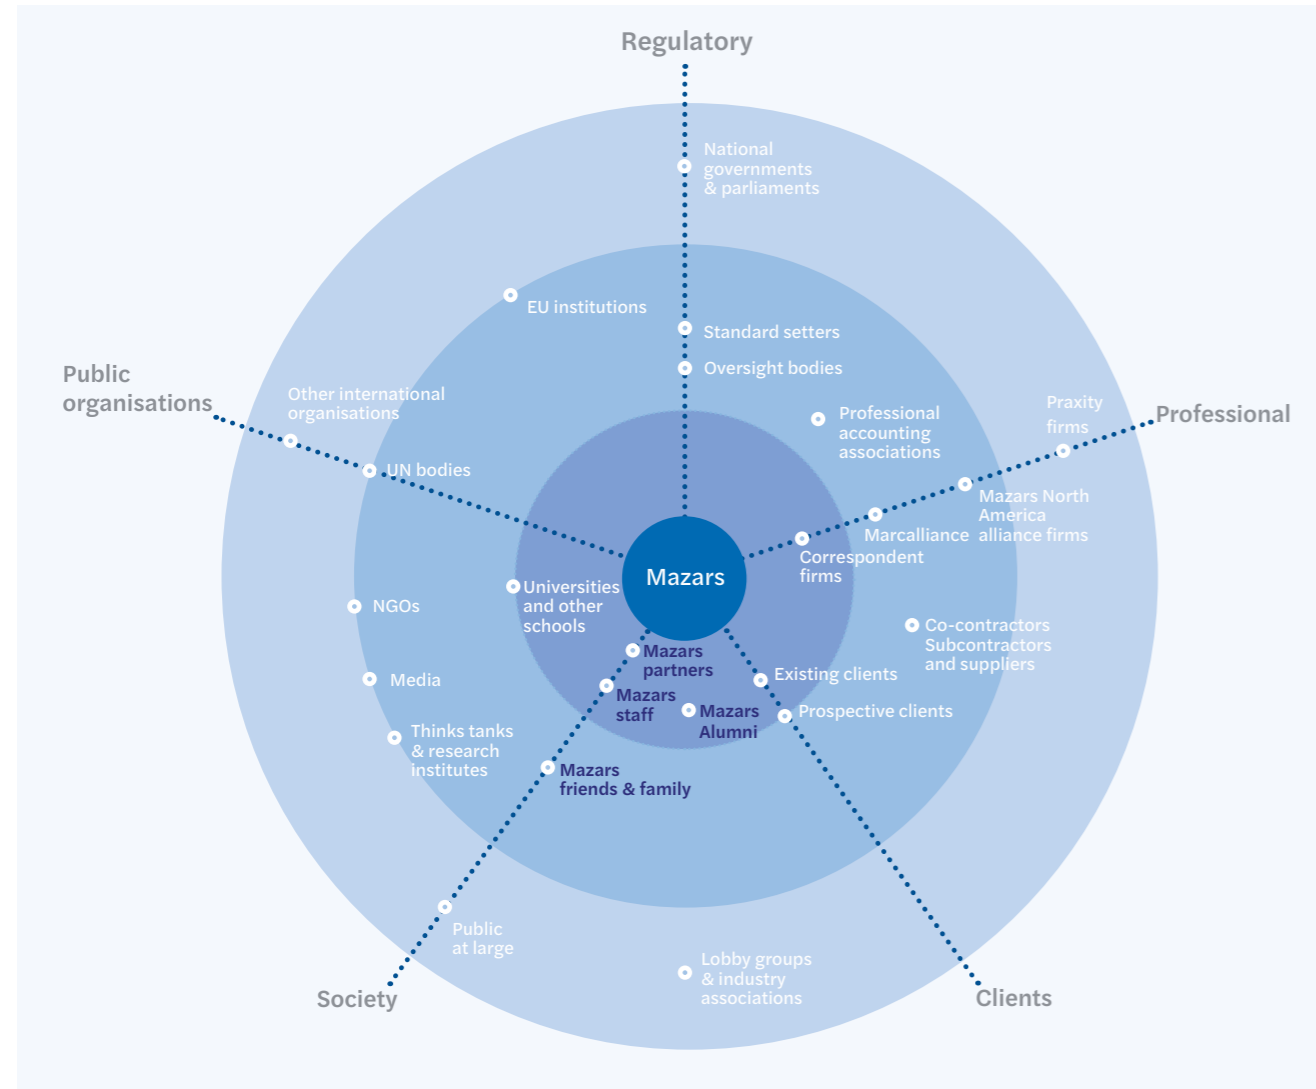 Regulatory
National
governments
& parliaments
EU institutions
Standard setters
Oversight bodies
Public
organisations
Other international
organisations
UN bodies
Professional
accounting
associations
Praxity
firms
Professional
Mazars North
America
alliance firms
Marcalliance
Correspondent
firms
Mazars
Universities
and other
schools
NGOs
Co-contractors
Subcontractors
and suppliers
Mazars
partners
Existing clients
Media
Mazars
staff
Mazars
Alumni
Prospective clients
Thinks tanks
& research
institutes
Mazars
friends & family
Public
at large
Lobby groups
& industry
associations
Society
Clients